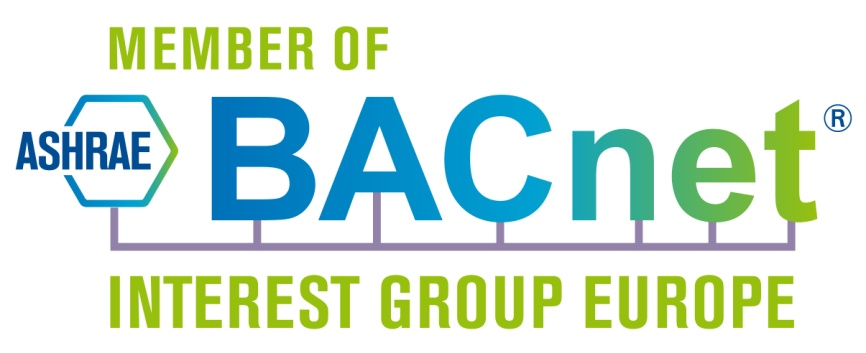 MEMBER OF
ASHRAE BACnet®
INTEREST GROUP EUROPE